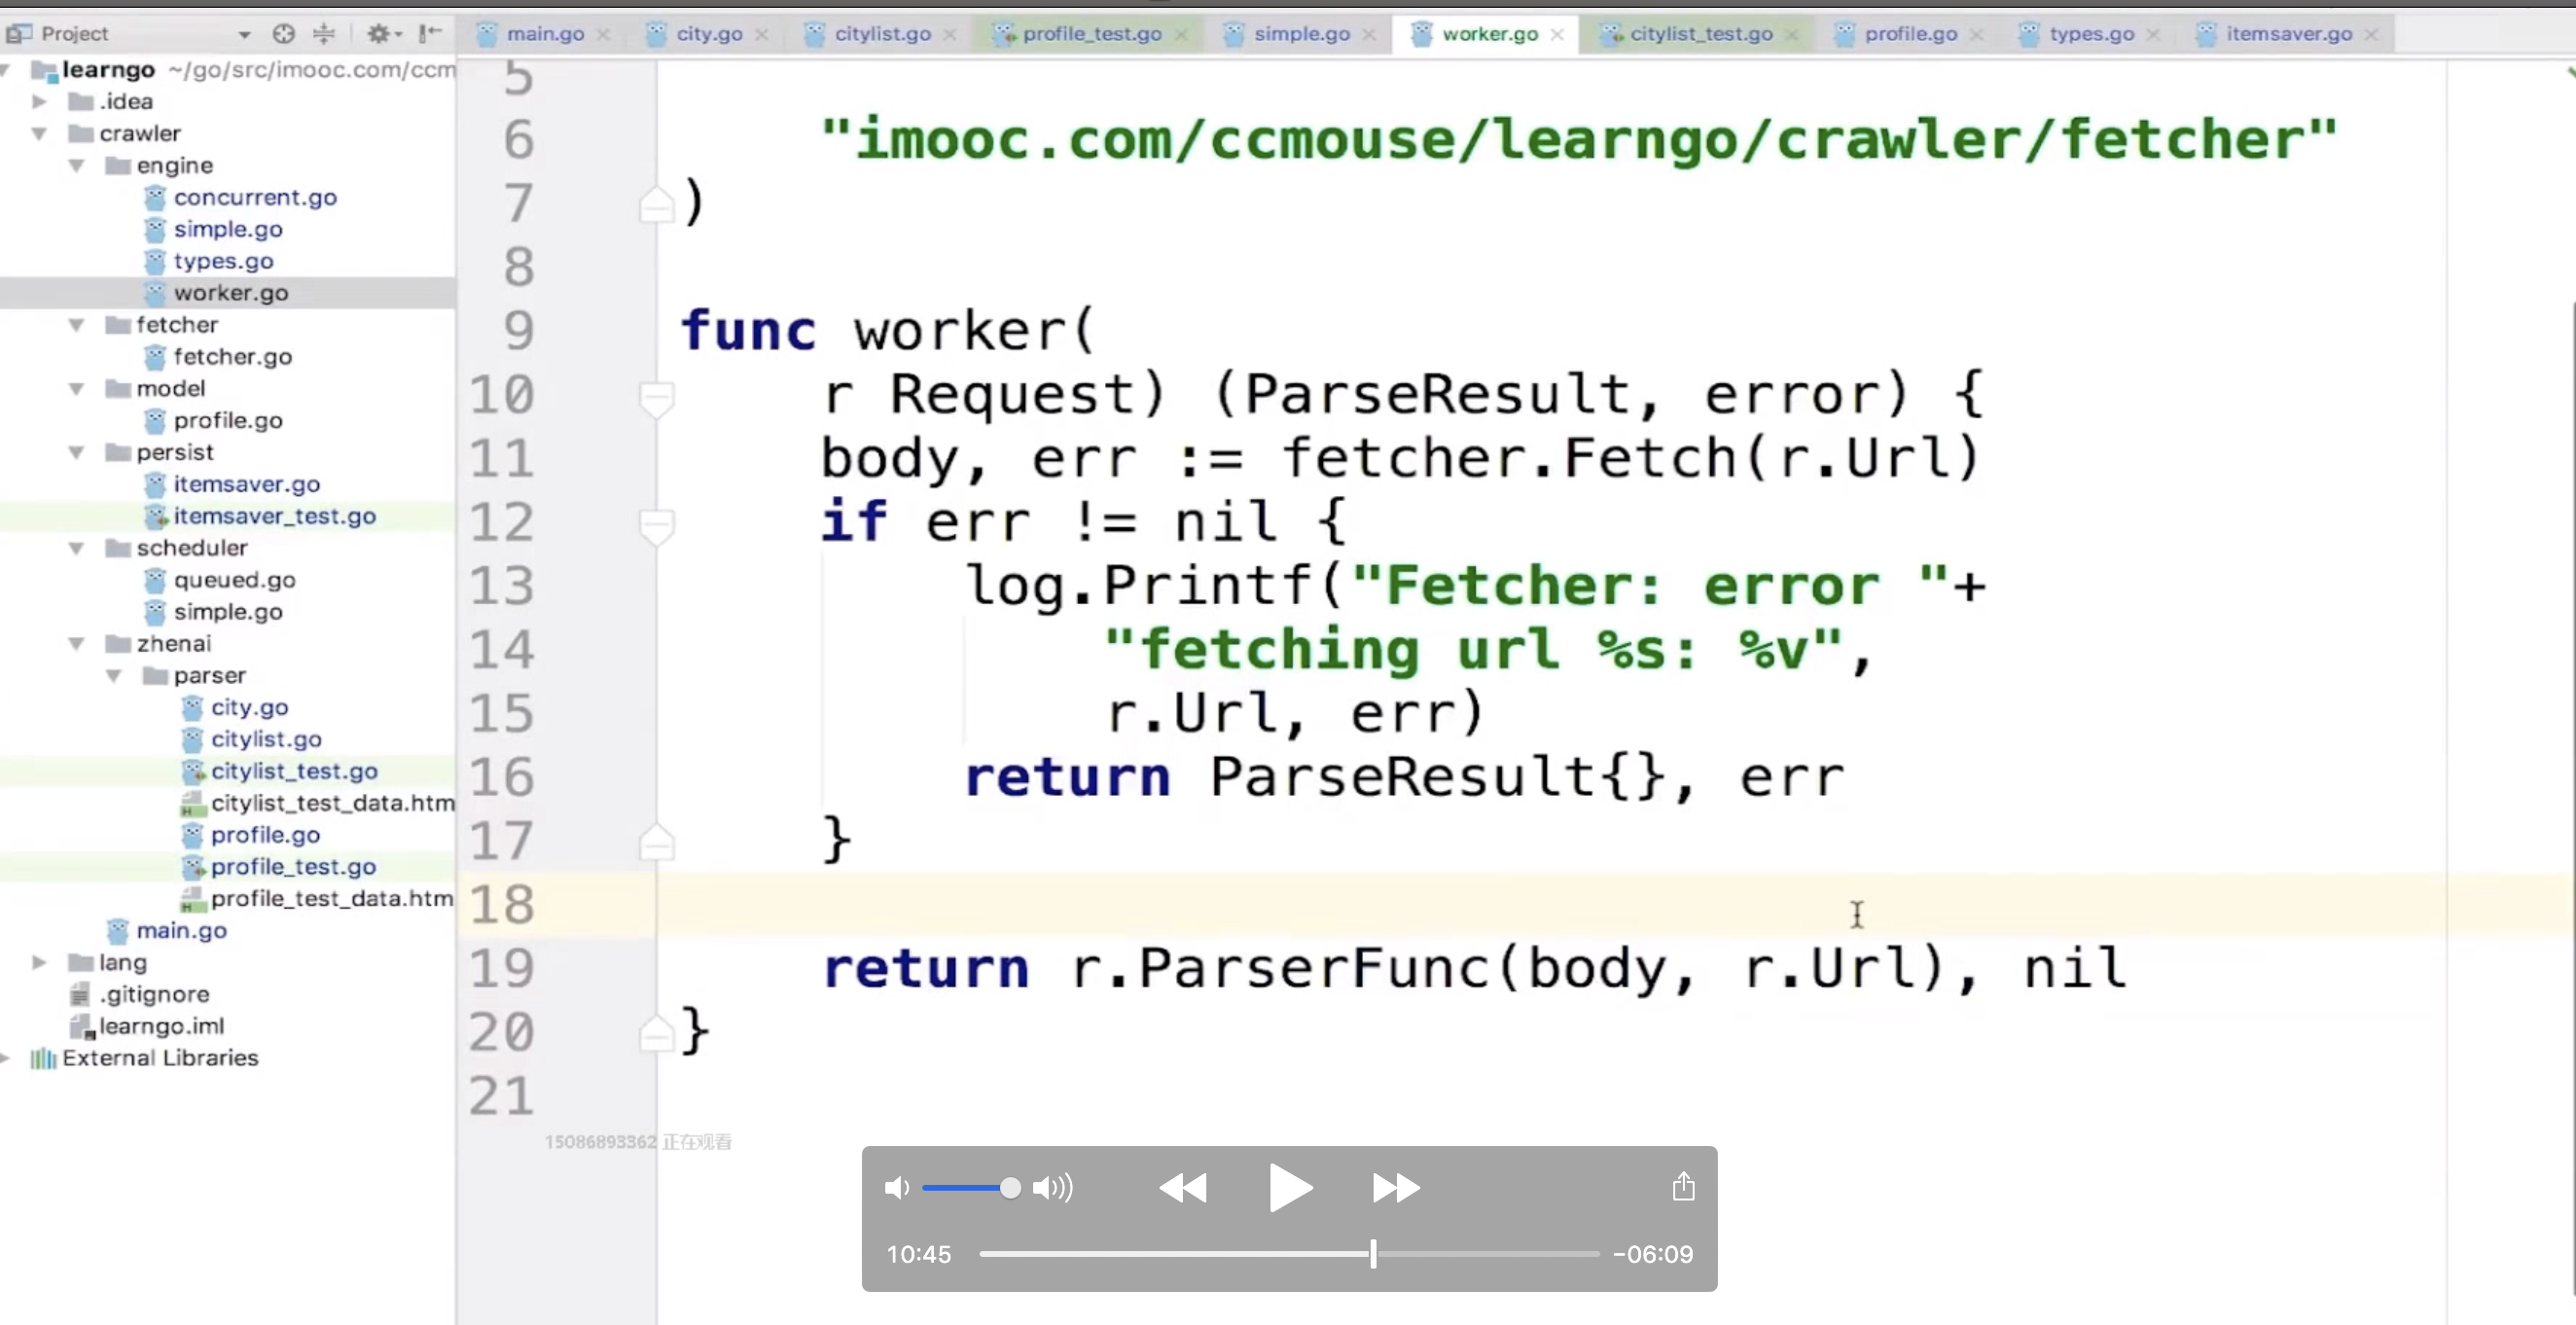 Project
main.go
city.go
citylist.go
profile_test.go
simple.go
worker.go
citylist_test.go
profile.go
types.go
itemsaver.go
learngo ~/go/src/imooc.com/ccm
.idea
crawler
engine
concurrent.go
simple.go
types.go
worker.go
fetcher
fetcher.go
model
profile.go
persist
itemsaver.go
itemsaver_test.go
scheduler
queued.go
simple.go
zhenai
parser
city.go
citylist.go
citylist_test.go
citylist_test_data.htm
profile.go
profile_test.go
profile_test_data.htm
main.go
lang
.gitignore
learngo.iml
External Libraries
5
6 "imooc.com/ccmouse/learngo/crawler/fetcher"
7 )
8
9 func worker(
10 r Request) (ParseResult, error) {
11 body, err := fetcher.Fetch(r.Url)
12 if err != nil {
13 log.Printf("Fetcher: error "+
14 "fetching url %s: %v",
15 r.Url, err)
16 return ParseResult{}, err
17 }
18
19 return r.ParserFunc(body, r.Url), nil
20 }
21
15086893362 正在观看
10:45
-06:09